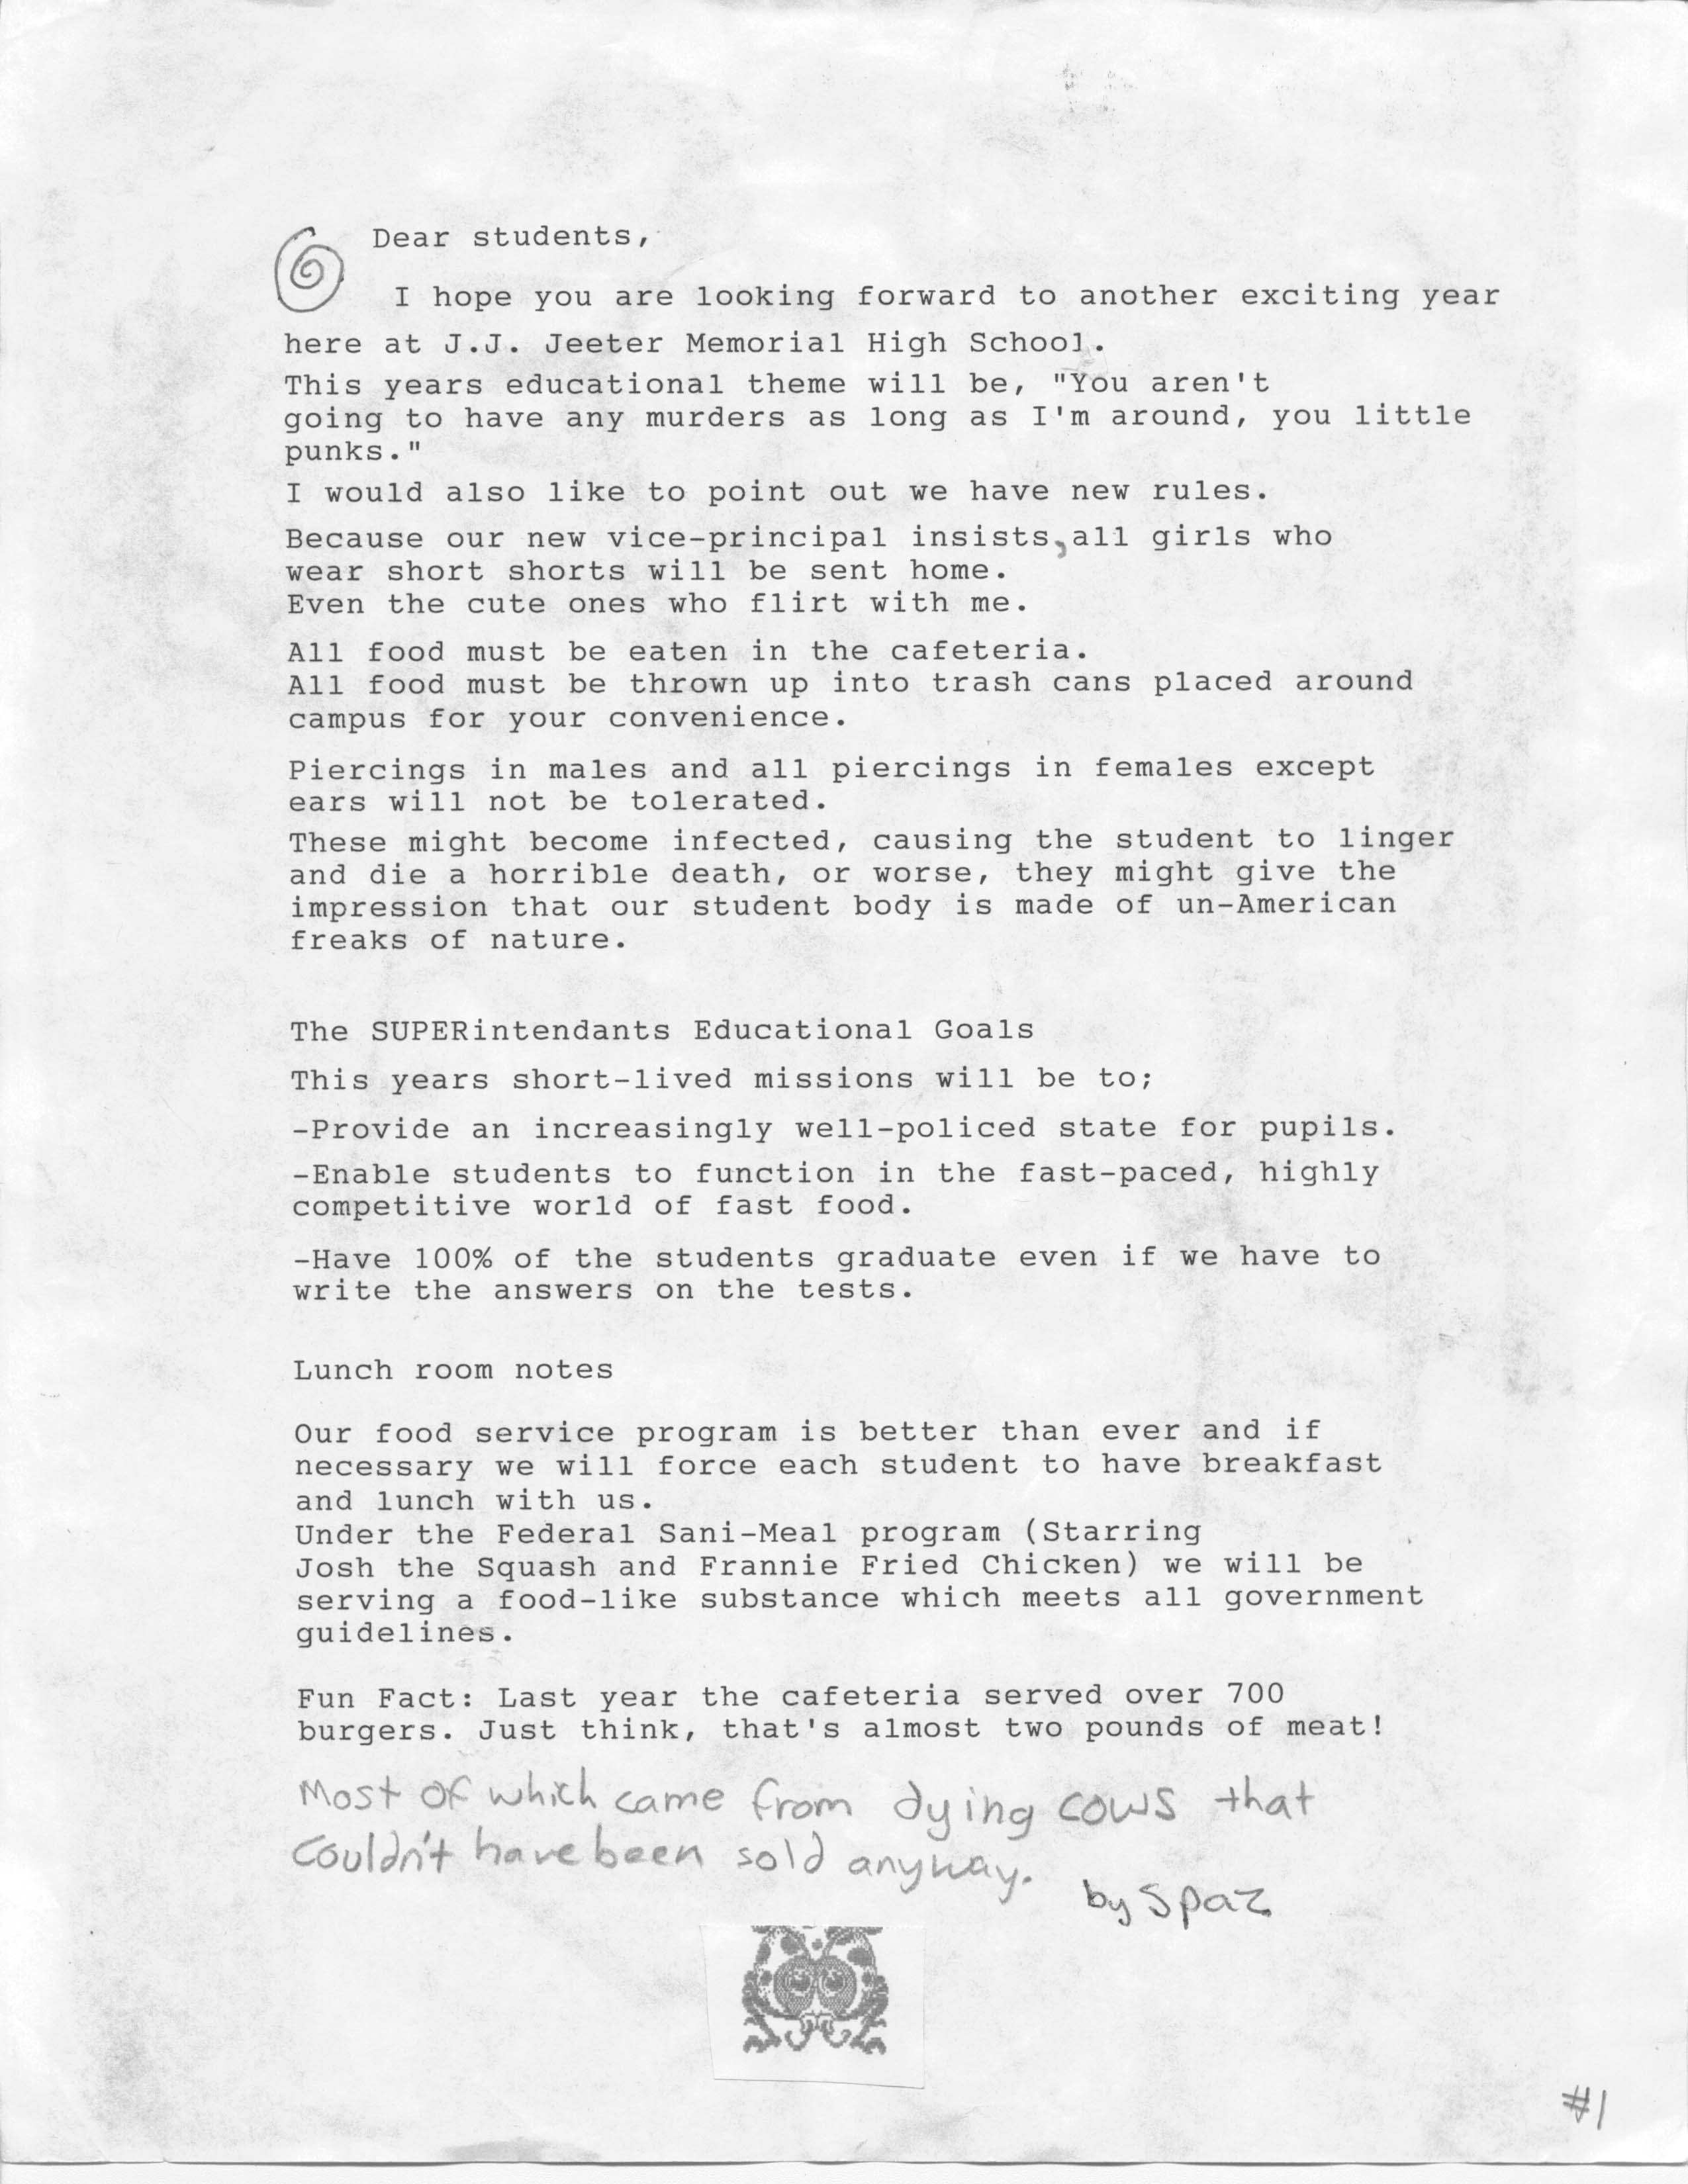 Dear students,
I hope you are looking forward to another exciting year
here at J.J. Jeeter Memorial High School.
This years educational theme will be, "You aren't
going to have any murders as long as I'm around, you little
punks."
I would also like to point out we have new rules.
Because our new vice-principal insists,all girls who
wear short shorts will be sent home.
Even the cute ones who flirt with me.
All food must be eaten in the cafeteria.
All food must be thrown up into trash cans placed around
campus for your convenience.
Piercings in males and all piercings in females except
ears will not be tolerated.
These might become infected, causing the student to linger
and die a horrible death, or worse, they might give the
impression that our student body is made of un-American
freaks of nature.
The SUPERintendants Educational Goals
This years short-lived missions will be to;
-Provide an increasingly well-policed state for pupils.
-Enable students to function in the fast-paced, highly
competitive world of fast food.
-Have 100% of the students graduate even if we have to
write the answers on the tests.
Lunch room notes
Our food service program is better than ever and if
necessary we will force each student to have breakfast
and lunch with us.
Under the Federal Sani-Meal program (Starring
Josh the Squash and Frannie Fried Chicken) we will be
serving a food-like substance which meets all government
guidelines.
Fun Fact: Last year the cafeteria served over 700
burgers. Just think, that's almost two pounds of meat!
Most of which came from dying cows that
couldn't have been sold anyway.
by Spaz
#1